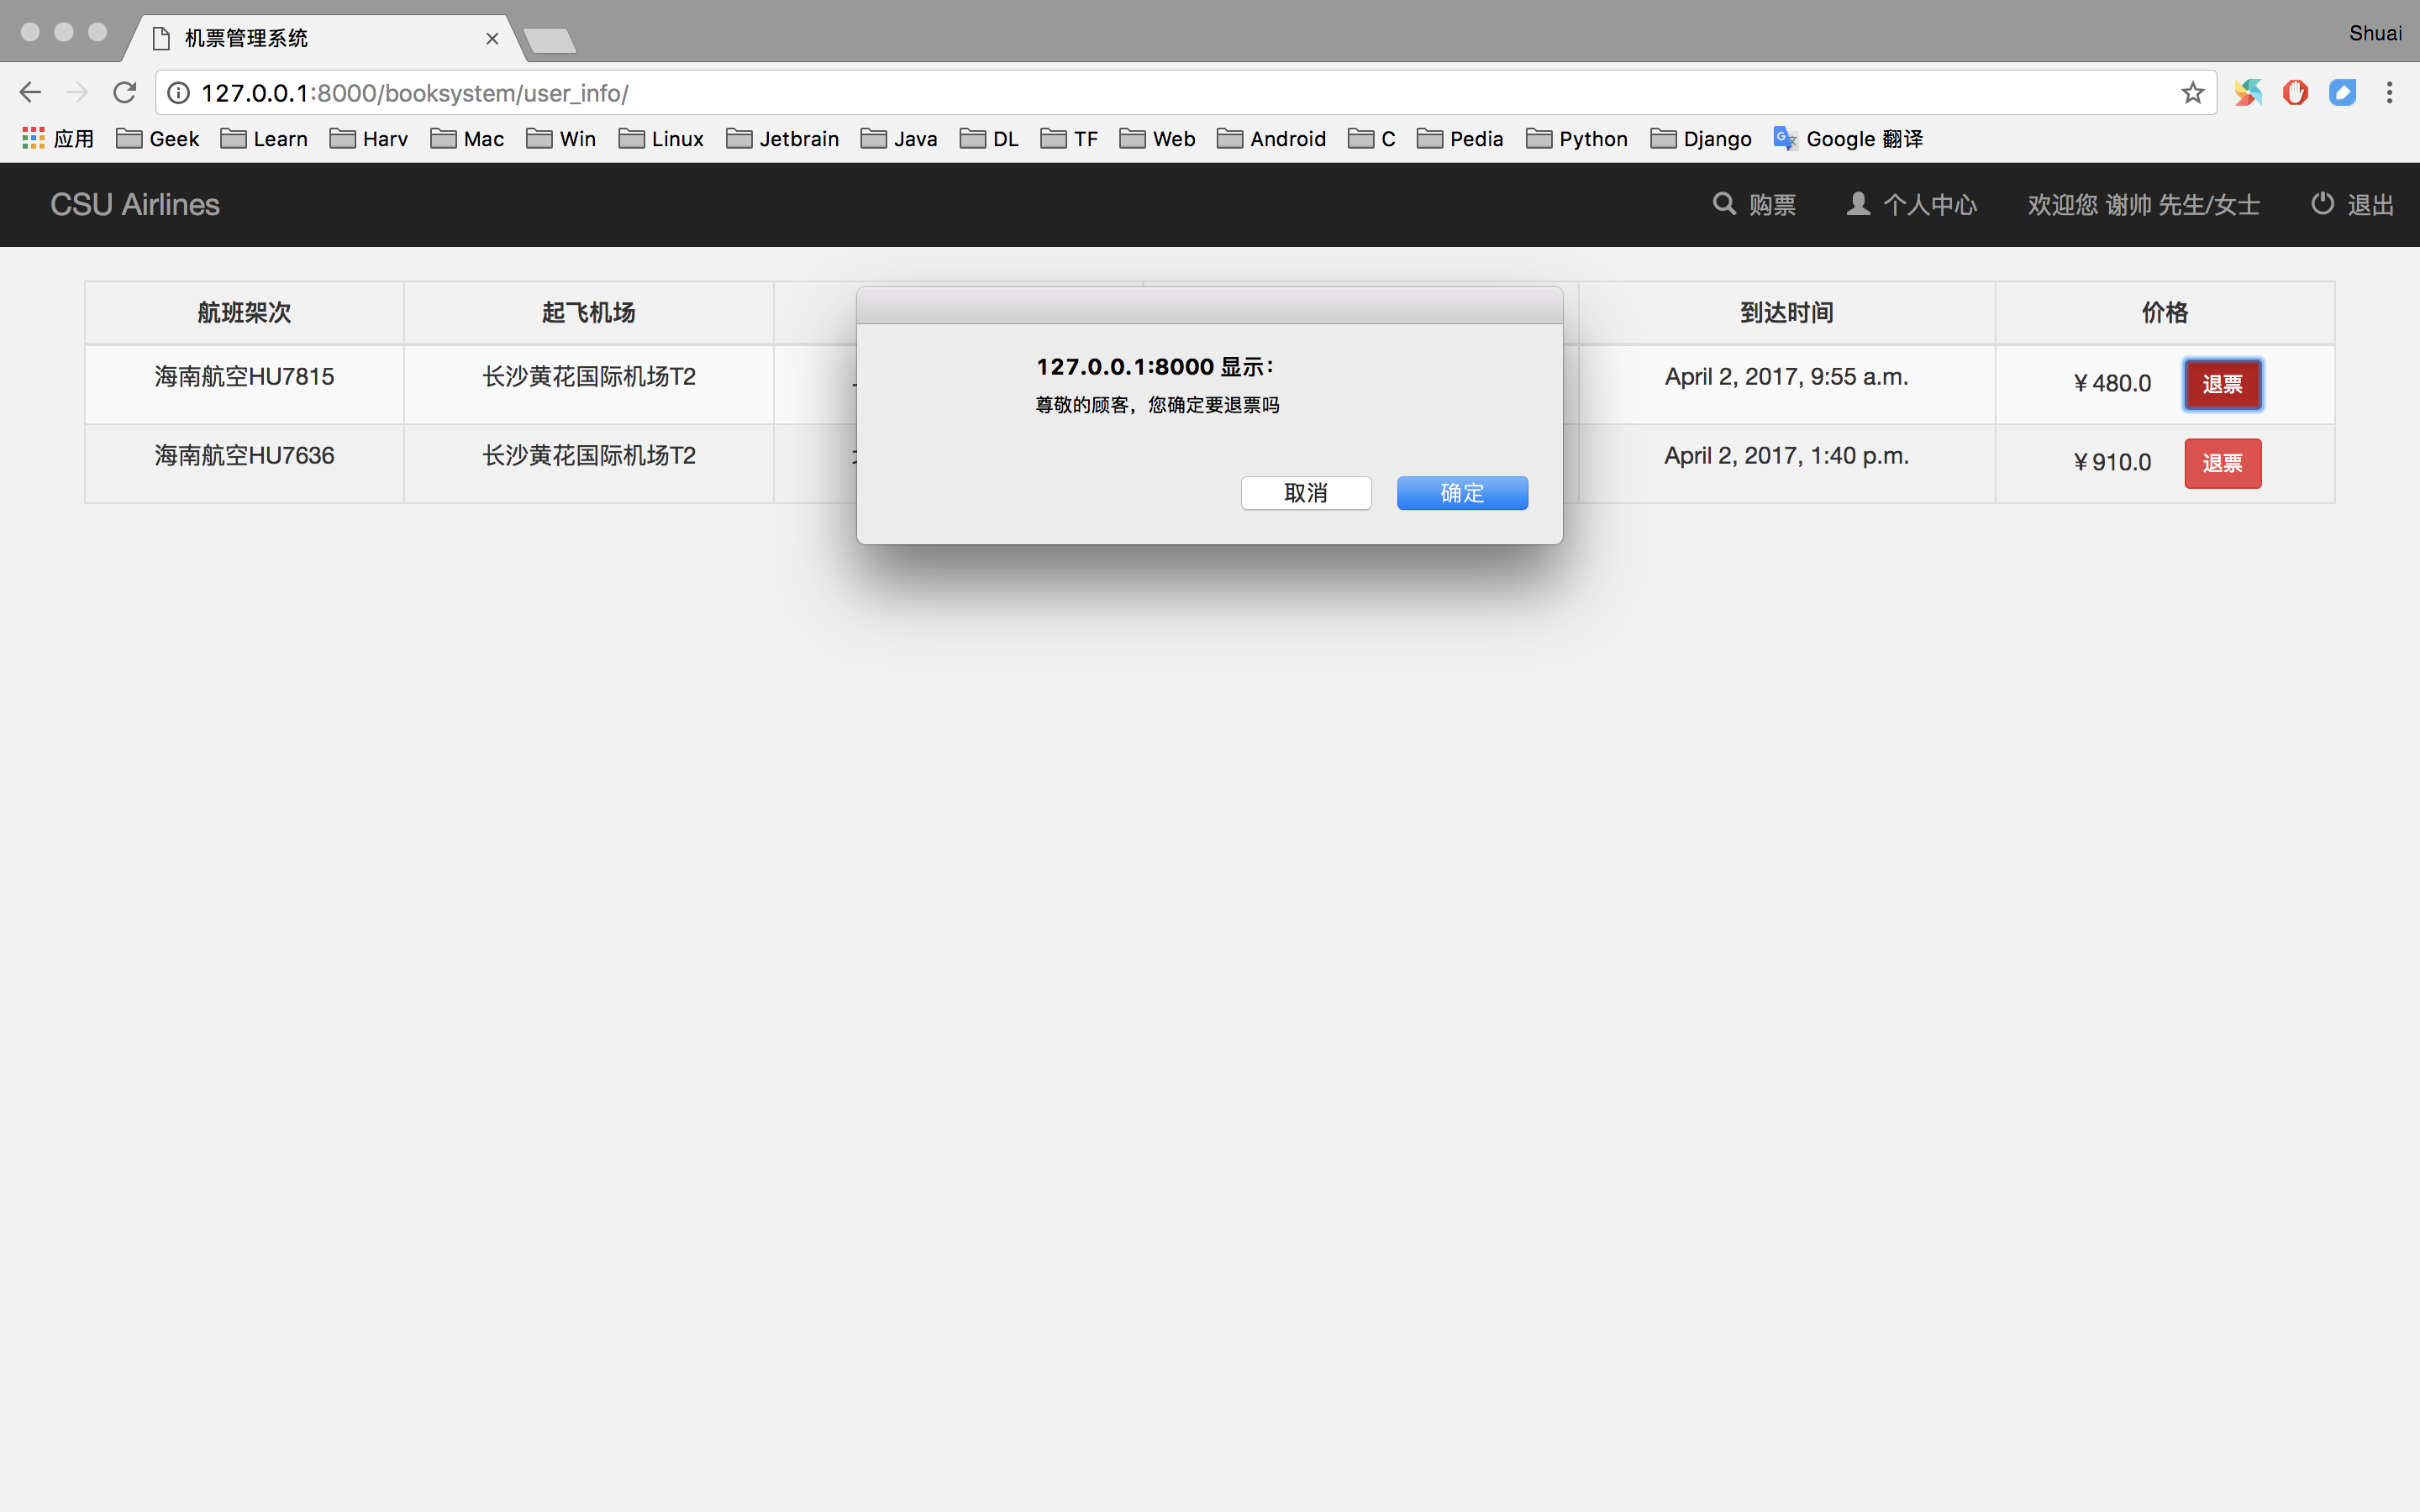 机票管理系统
Shuai
127.0.0.1:8000/booksystem/user_info/
应用 Geek Learn Harv Mac Win Linux Jetbrain Java DL TF Web Android C Pedia Python Django Google 翻译
CSU Airlines 购票 个人中心 欢迎您 谢帅 先生/女士 退出
航班架次 起飞机场 到达时间 价格
127.0.0.1:8000 显示：
尊敬的顾客，您确定要退票吗
取消 确定
海南航空HU7815 长沙黄花国际机场T2 April 2, 2017, 9:55 a.m. ￥480.0 退票
海南航空HU7636 长沙黄花国际机场T2 April 2, 2017, 1:40 p.m. ￥910.0 退票